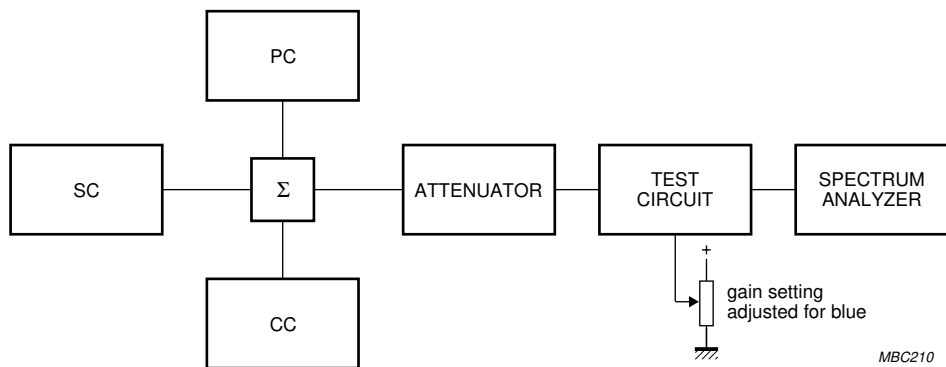 PC
SC
Σ
ATTENUATOR
TEST
CIRCUIT
SPECTRUM
ANALYZER
+
gain setting
adjusted for blue
CC
MBC210